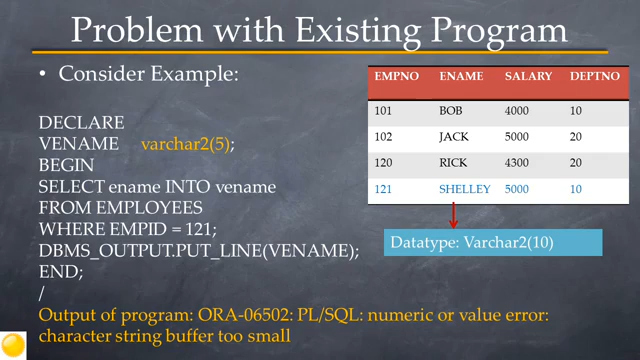 Problem with Existing Program
• Consider Example:
DECLARE
VENAME varchar2(5);
BEGIN
SELECT ename INTO vename
FROM EMPLOYEES
WHERE EMPID = 121;
DBMS_OUTPUT.PUT_LINE(VENAME);
END;
/
Output of program: ORA-06502: PL/SQL: numeric or value error:
character string buffer too small
EMPNO ENAME SALARY DEPTNO
101 BOB 4000 10
102 JACK 5000 20
120 RICK 4300 20
121 SHELLEY 5000 10
Datatype: Varchar2(10)